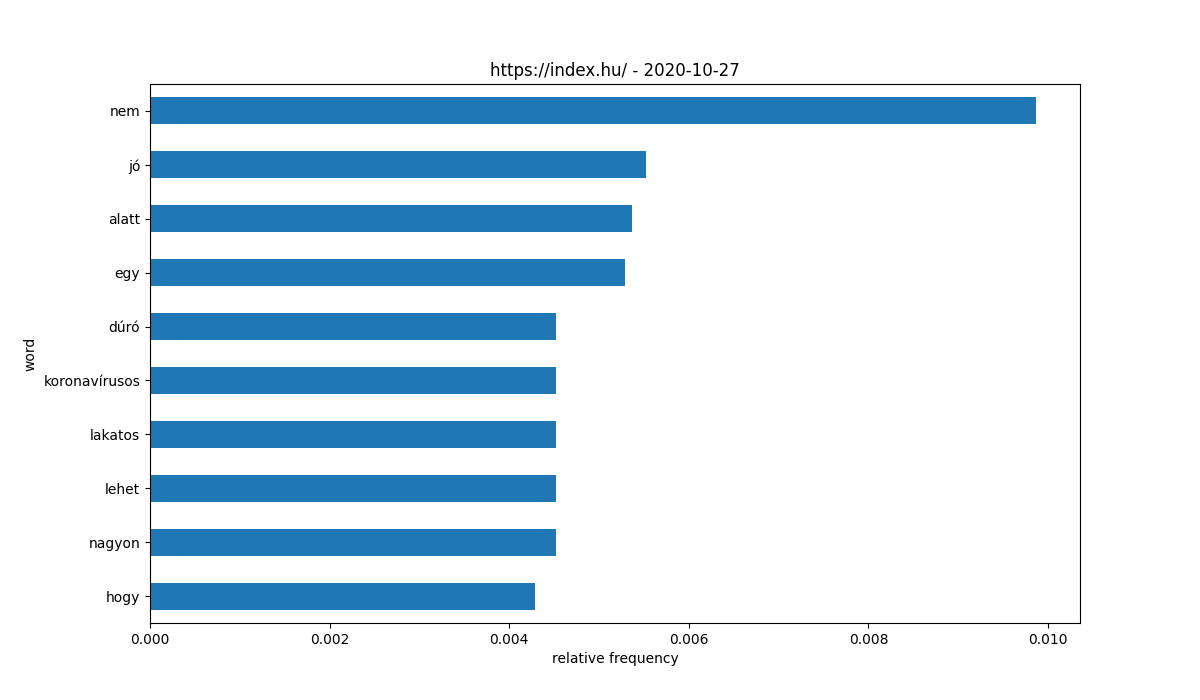 https://index.hu/ - 2020-10-27
word
nem
jó
alatt
egy
dúró
koronavírusos
lakatos
lehet
nagyon
hogy
0.000 0.002 0.004 0.006 0.008 0.010
relative frequency